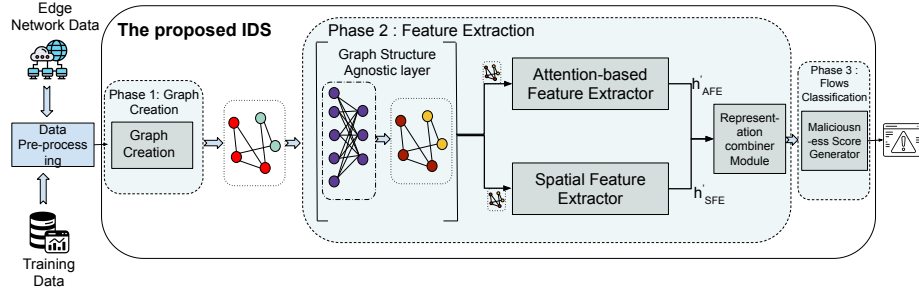 Edge
Network Data
The proposed IDS
Phase 2 : Feature Extraction
Graph Structure
Agnostic layer
Phase 1: Graph
Creation
Graph
Creation
Data
Pre-process
ing
Training
Data
Attention-based
Feature Extractor
h'AFE
Spatial Feature
Extractor
h'SFE
Represent-
ation
combiner
Module
Phase 3 :
Flows
Classification
Maliciousn
-ess Score
Generator